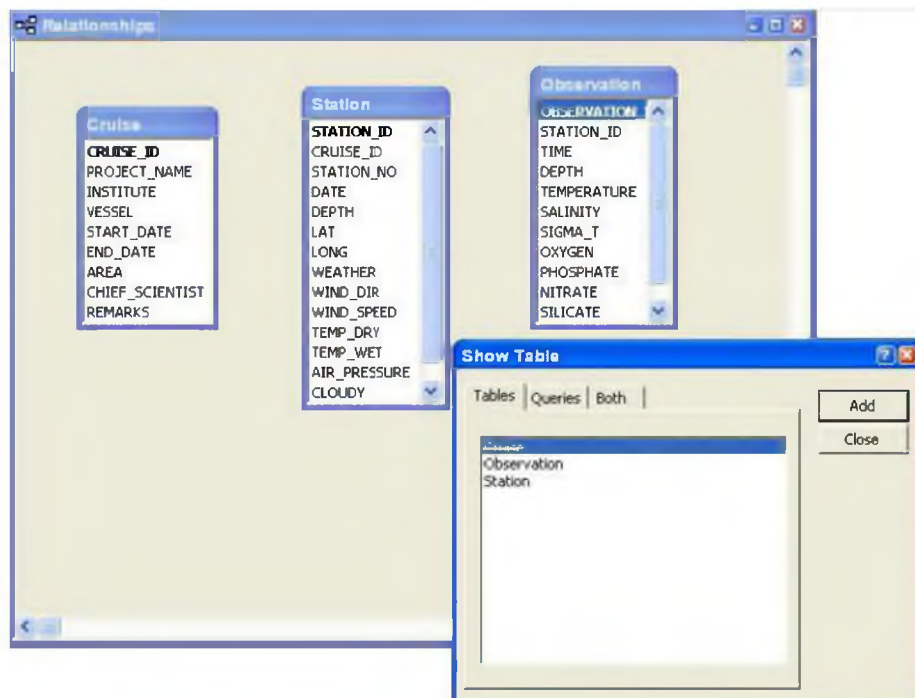 Relationships
Cruise
CRUISE_ID
PROJECT_NAME
INSTITUTE
VESSEL
START_DATE
END_DATE
AREA
CHIEF_SCIENTIST
REMARKS
Station
STATION_ID
CRUISE_ID
STATION_NO
DATE
DEPTH
LAT
LONG
WEATHER
WIND_DIR
WIND_SPEED
TEMP_DRY
TEMP_WET
AIR_PRESSURE
CLOUDY
Observation
OBSERVATION
STATION_ID
TIME
DEPTH
TEMPERATURE
SALINITY
SIGMA_T
OXYGEN
PHOSPHATE
NITRATE
SILICATE
Show Table
Tables Queries Both
Cruise
Observation
Station
Add
Close